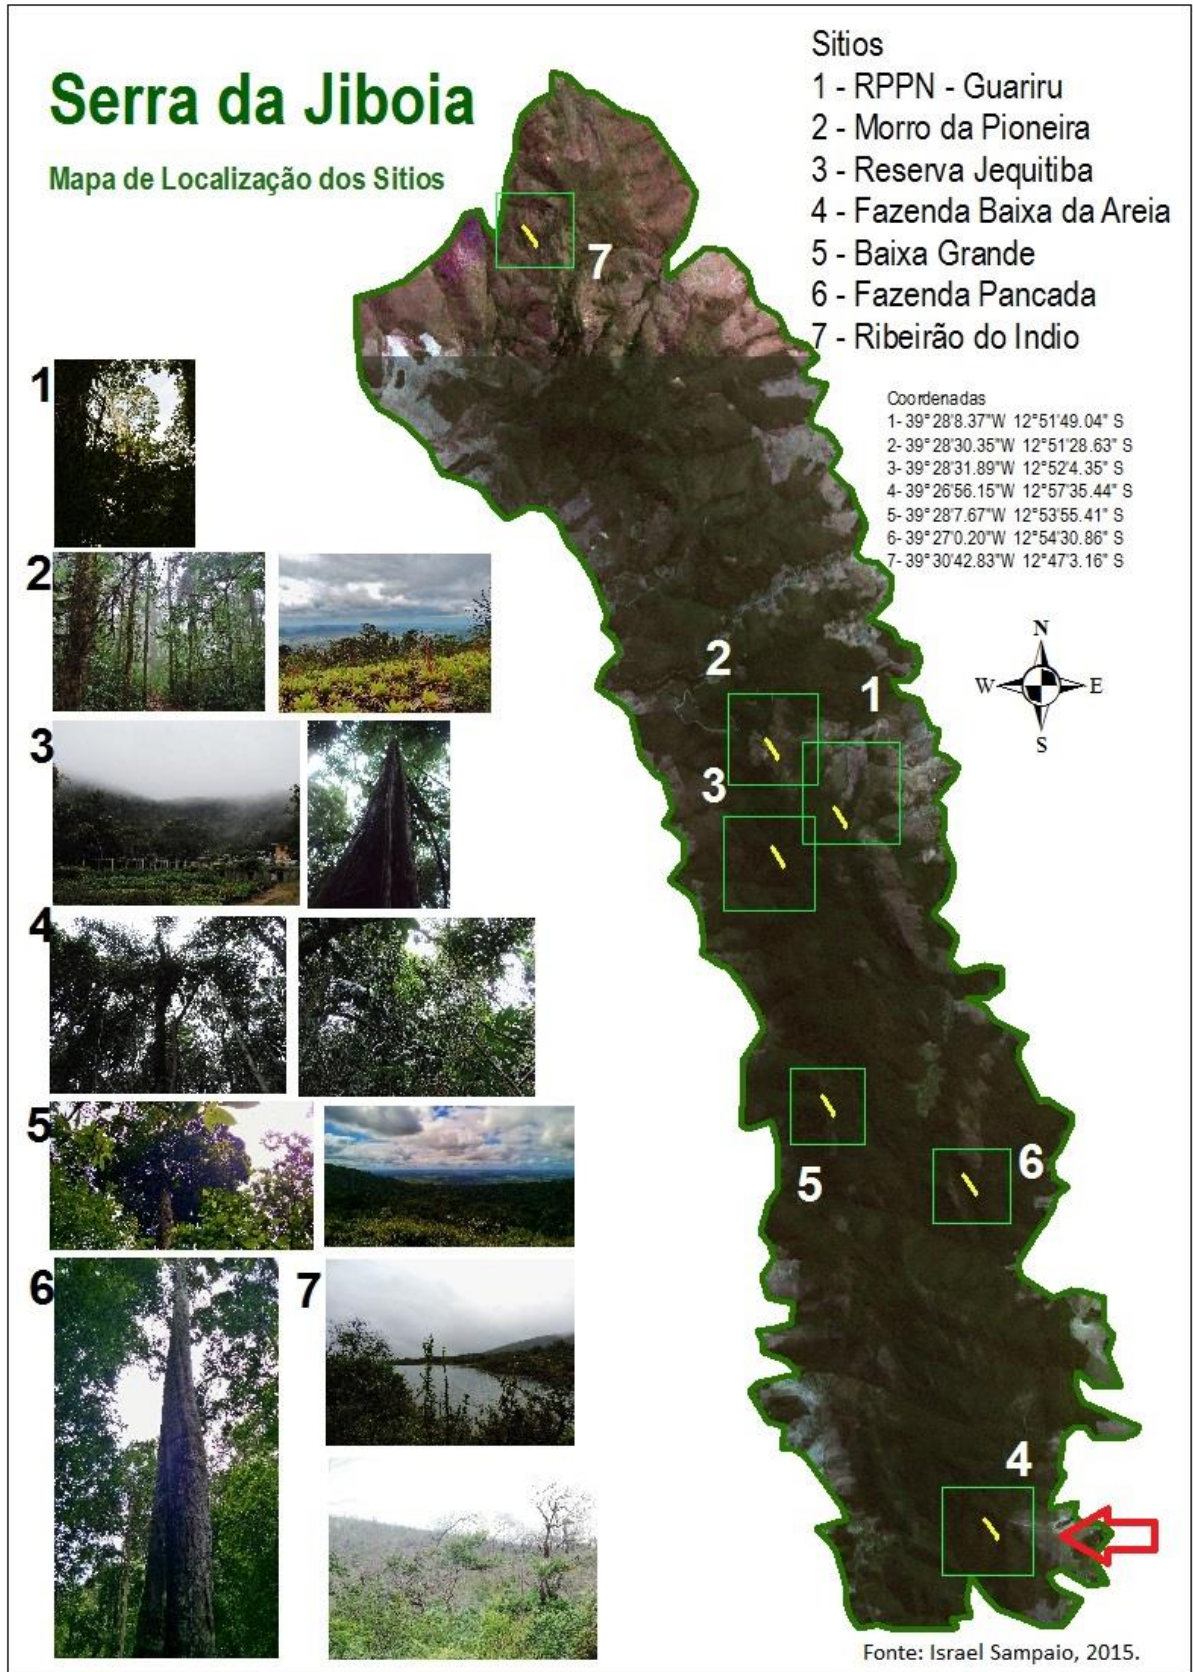 Serra da Jiboia
Mapa de Localização dos Sitios
Sitios
1 - RPPN - Guariru
2 - Morro da Pioneira
3 - Reserva Jequitiba
4 - Fazenda Baixa da Areia
5 - Baixa Grande
6 - Fazenda Pancada
7 - Ribeirão do Indio
Coordenadas
1- 39°28'8.37"W 12°51'49.04" S
2- 39°28'30.35"W 12°51'28.63" S
3- 39°28'31.89"W 12°52'4.35" S
4- 39°26'56.15"W 12°57'35.44" S
5- 39°28'7.67"W 12°53'55.41" S
6- 39°27'0.20"W 12°54'30.86" S
7- 39°30'42.83"W 12°47'3.16" S
N
W E
S
7
2
1
3
5
6
4
1
2
3
4
5
6
7
Fonte: Israel Sampaio, 2015.